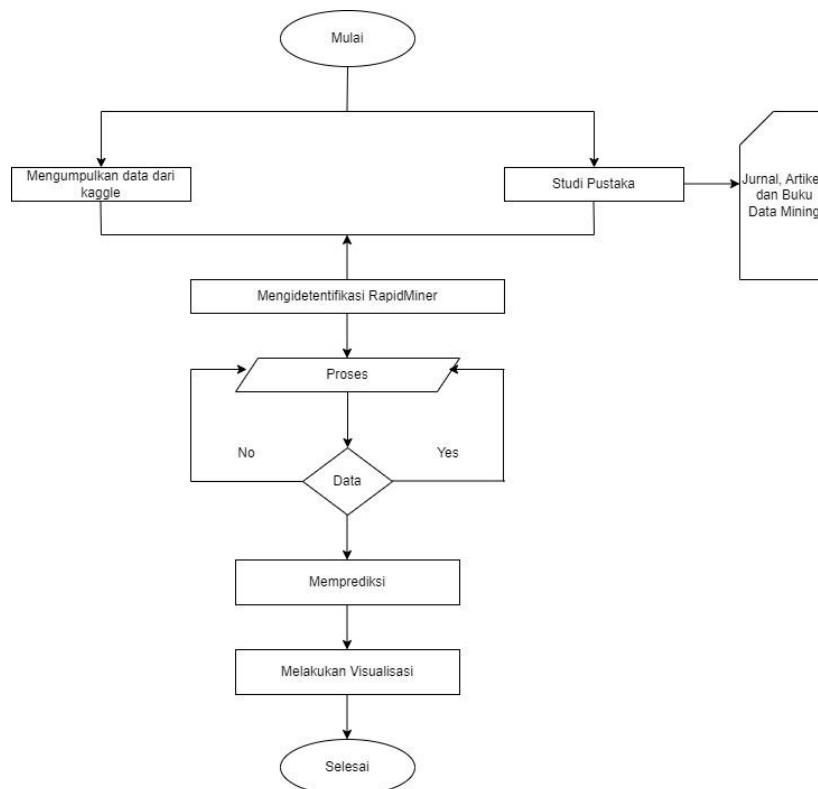 Mulai
Mengumpulkan data dari
kaggle
Studi Pustaka
Jurnal, Artike
dan Buku
Data Mining
Mengidetentifikasi RapidMiner
Proses
No
Yes
Data
Memprediksi
Melakukan Visualisasi
Selesai